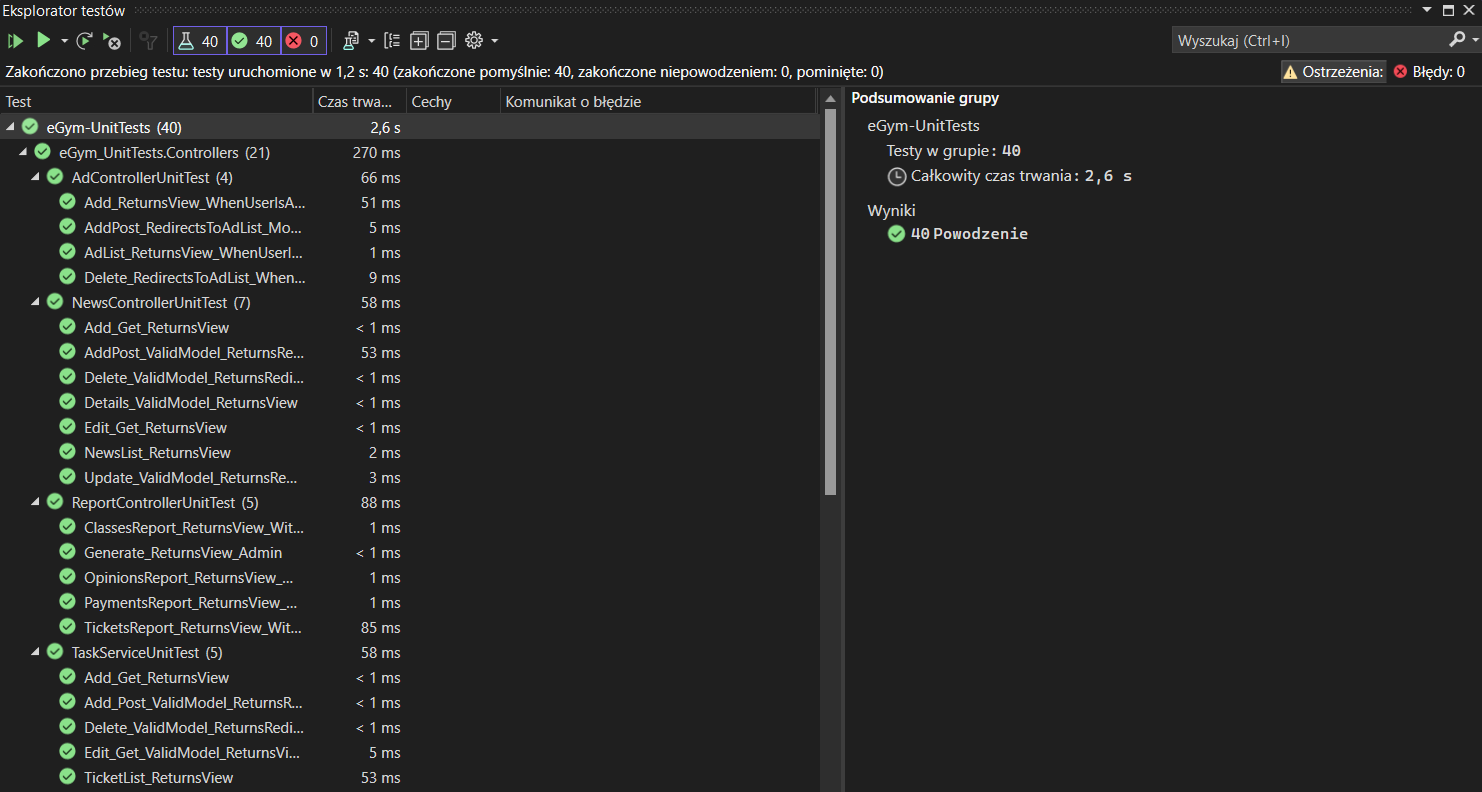 Eksplorator testów
40 40 0
Wyszukaj (Ctrl+I)
Zakończono przebieg testu: testy uruchomione w 1,2 s: 40 (zakończone pomyślnie: 40, zakończone niepowodzeniem: 0, pominięte: 0)
Ostrzeżenia: Błędy: 0
Test Czas trwa... Cechy Komunikat o błędzie
eGym-UnitTests (40) 2,6 s
eGym_UnitTests.Controllers (21) 270 ms
AdControllerUnitTest (4) 66 ms
Add_ReturnsView_WhenUserIsA... 51 ms
AddPost_RedirectsToAdList_Mo... 5 ms
AdList_ReturnsView_WhenUserI... 1 ms
Delete_RedirectsToAdList_When... 9 ms
NewsControllerUnitTest (7) 58 ms
Add_Get_ReturnsView < 1 ms
AddPost_ValidModel_ReturnsRe... 53 ms
Delete_ValidModel_ReturnsRedi... < 1 ms
Details_ValidModel_ReturnsView < 1 ms
Edit_Get_ReturnsView < 1 ms
NewsList_ReturnsView 2 ms
Update_ValidModel_ReturnsRe... 3 ms
ReportControllerUnitTest (5) 88 ms
ClassesReport_ReturnsView_Wit... 1 ms
Generate_ReturnsView_Admin < 1 ms
OpinionsReport_ReturnsView_... 1 ms
PaymentsReport_ReturnsView_... 1 ms
TicketsReport_ReturnsView_Wit... 85 ms
TaskServiceUnitTest (5) 58 ms
Add_Get_ReturnsView < 1 ms
Add_Post_ValidModel_ReturnsR... < 1 ms
Delete_ValidModel_ReturnsRedi... < 1 ms
Edit_Get_ValidModel_ReturnsVi... 5 ms
TicketList_ReturnsView 53 ms
Podsumowanie grupy
eGym-UnitTests
Testy w grupie: 40
Całkowity czas trwania: 2,6 s
Wyniki
40 Powodzenie